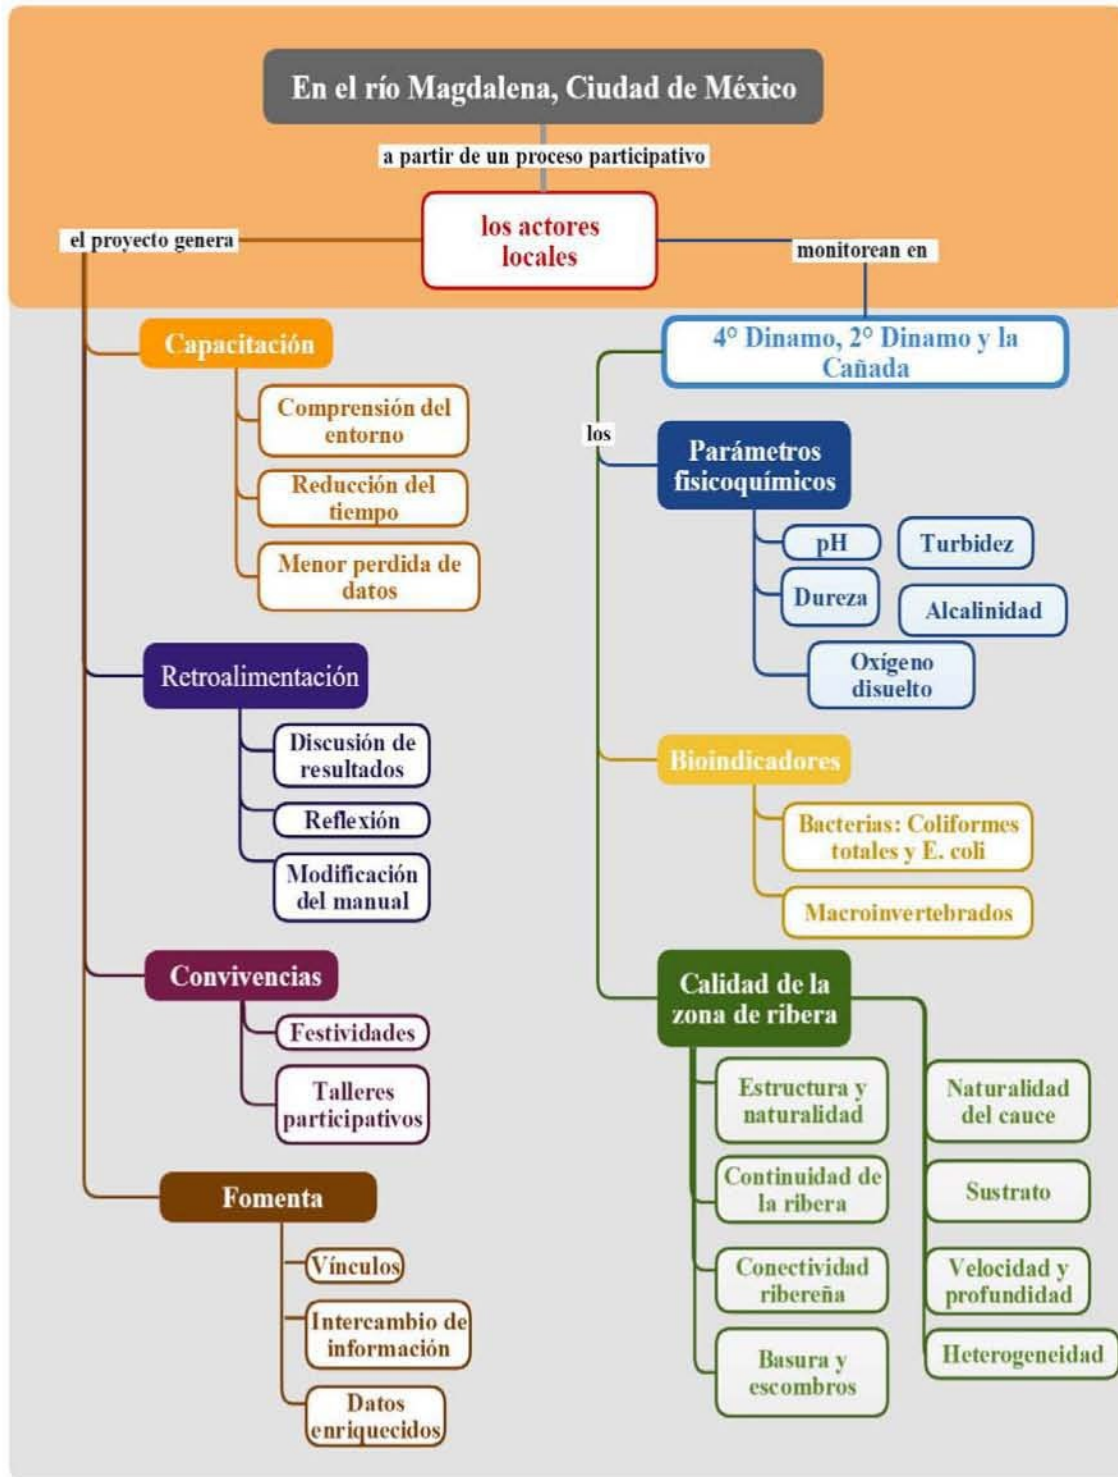 En el río Magdalena, Ciudad de México
a partir de un proceso participativo
los actores
locales
el proyecto genera
monitorean en
Capacitación
Comprensión del
entorno
Reducción del
tiempo
Menor perdida de
datos
Retroalimentación
Discusión de
resultados
Reflexión
Modificación
del manual
Convivencias
Festividades
Talleres
participativos
Fomenta
Vínculos
Intercambio de
información
Datos
enriquecidos
4° Dinamo, 2° Dinamo y la
Cañada
los
Parámetros
fisicoquímicos
pH
Turbidez
Dureza
Alcalinidad
Oxígeno
disuelto
Bioindicadores
Bacterias: Coliformes
totales y E. coli
Macroinvertebrados
Calidad de la
zona de ribera
Estructura y
naturalidad
Continuidad de
la ribera
Conectividad
ribereña
Basura y
escombros
Naturalidad
del cauce
Sustrato
Velocidad y
profundidad
Heterogeneidad